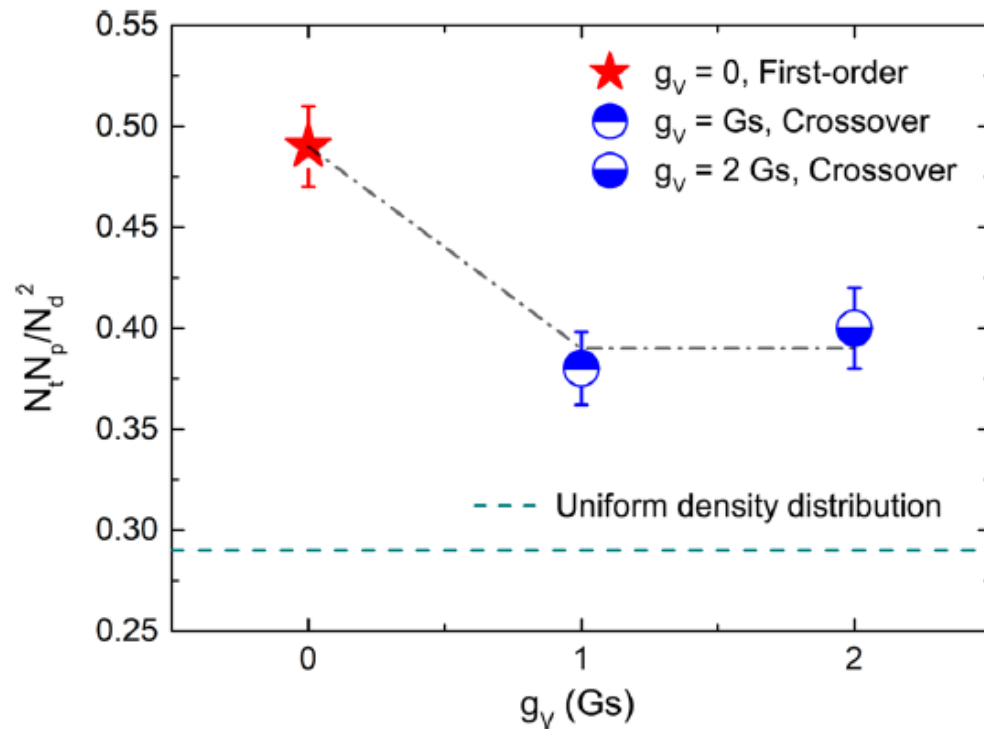 0.55
0.50
0.45
0.40
0.35
0.30
0.25
N_tN_p/N_d^2
g_V = 0, First-order
g_V = Gs, Crossover
g_V = 2 Gs, Crossover
Uniform density distribution
0 1 2
g_V (Gs)